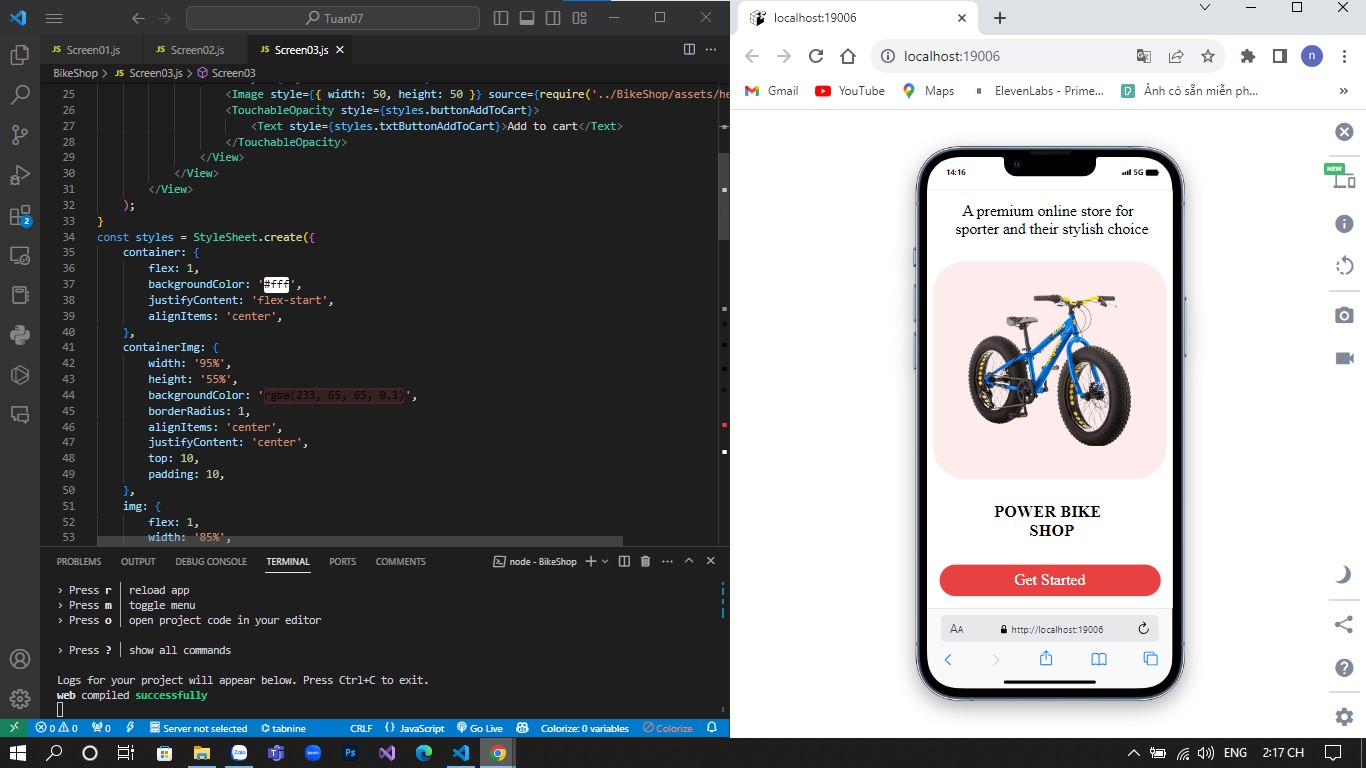 Tuan07
JS Screen01.js
JS Screen02.js
JS Screen03.js
BikeShop > JS Screen03.js > Screen03
25 <Image style={{ width: 50, height: 50 }} source={require('../BikeShop/assets/he
26 <TouchableOpacity style={styles.buttonAddToCart}>
27 <Text style={styles.txtButtonAddToCart}>Add to cart</Text>
28 </TouchableOpacity>
29 </View>
30 </View>
31 </View>
32 );
33 }
34 const styles = StyleSheet.create({
35 container: {
36 flex: 1,
37 backgroundColor: '#fff',
38 justifyContent: 'flex-start',
39 alignItems: 'center',
40 },
41 containerImg: {
42 width: '95%',
43 height: '55%',
44 backgroundColor: 'rgba(233, 65, 65, 0.1)',
45 borderRadius: 1,
46 alignItems: 'center',
47 justifyContent: 'center',
48 top: 10,
49 padding: 10,
50 },
51 img: {
52 flex: 1,
53 width: '85%',
PROBLEMS OUTPUT DEBUG CONSOLE TERMINAL PORTS COMMENTS
node - BikeShop
› Press r │ reload app
› Press m │ toggle menu
› Press o │ open project code in your editor
› Press ? │ show all commands
Logs for your project will appear below. Press Ctrl+C to exit.
web compiled successfully
0 0 0 Server not selected tabnine CRLF {} JavaScript Go Live Colorize: 0 variables Colorize
2
localhost:19006
localhost:19006
n
Gmail YouTube Maps ElevenLabs - Prime... Ảnh có sẵn miễn ph... »
NEW
14:16 5G
A premium online store for
sporter and their stylish choice
POWER BIKE
SHOP
Get Started
AA http://localhost:19006
zoom
Zalo
Ps
ENG 2:17 CH